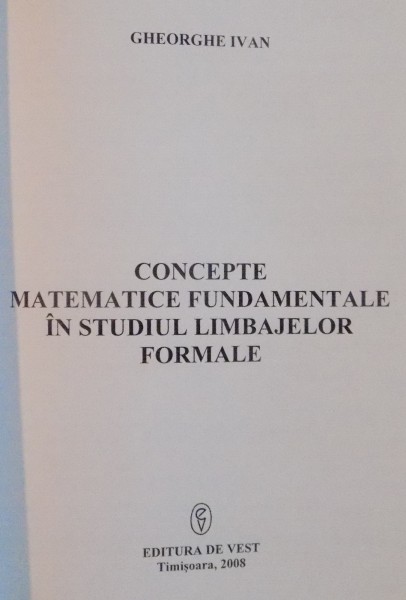 GHEORGHE IVAN
CONCEPTE
MATEMATICE FUNDAMENTALE
ÎN STUDIUL LIMBAJELOR
FORMALE
EDITURA DE VEST
Timişoara, 2008